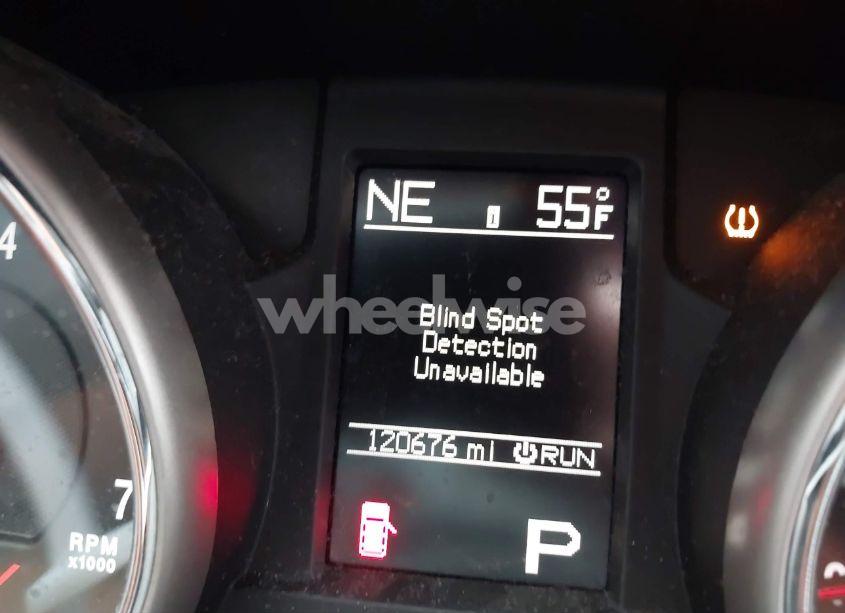 NE 55°F
4
wheelwise
Blind Spot
Detection
Unavailable
120676 mi RUN
7
RPM
x1000
P